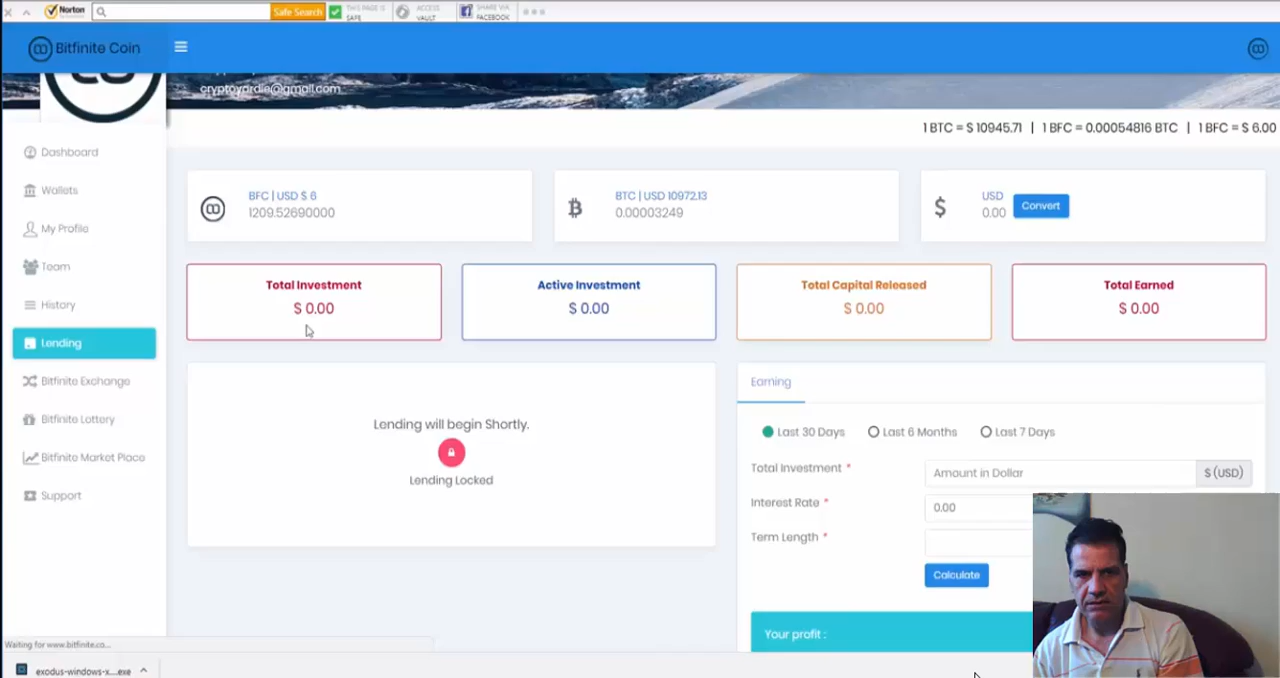 Norton
Safe Search
THIS PAGE IS
SAFE
ACCESS
VAULT
SHARE VIA
FACEBOOK
Bitfinite Coin
cryptoyardie@gmail.com
1 BTC = $ 10945.71 | 1 BFC = 0.00054816 BTC | 1 BFC = $ 6.00
Dashboard
Wallets
My Profile
Team
History
Lending
Bitfinite Exchange
Bitfinite Lottery
Bitfinite Market Place
Support
BFC | USD $ 6
1209.52690000
BTC | USD 10972.13
0.00003249
USD
0.00
Convert
Total Investment
$ 0.00
Active Investment
$ 0.00
Total Capital Released
$ 0.00
Total Earned
$ 0.00
Lending will begin Shortly.
Lending Locked
Earning
Last 30 Days
Last 6 Months
Last 7 Days
Total Investment *
Amount in Dollar
$ (USD)
Interest Rate *
0.00
Term Length *
Calculate
Your profit :
Waiting for www.bitfinite.co...
exodus-windows-x....exe